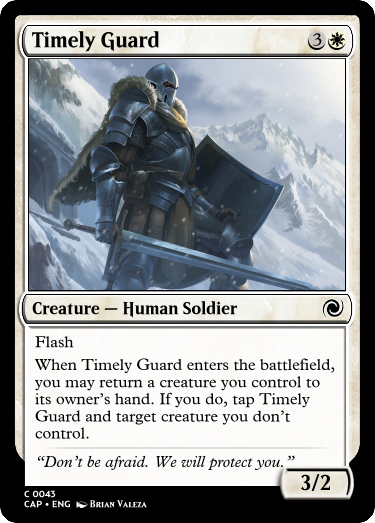 Timely Guard 3
Creature — Human Soldier
Flash
When Timely Guard enters the battlefield,
you may return a creature you control to
its owner's hand. If you do, tap Timely
Guard and target creature you don't
control.
“Don't be afraid. We will protect you.”
3/2
C 0043
CAP • ENG Brian Valeza